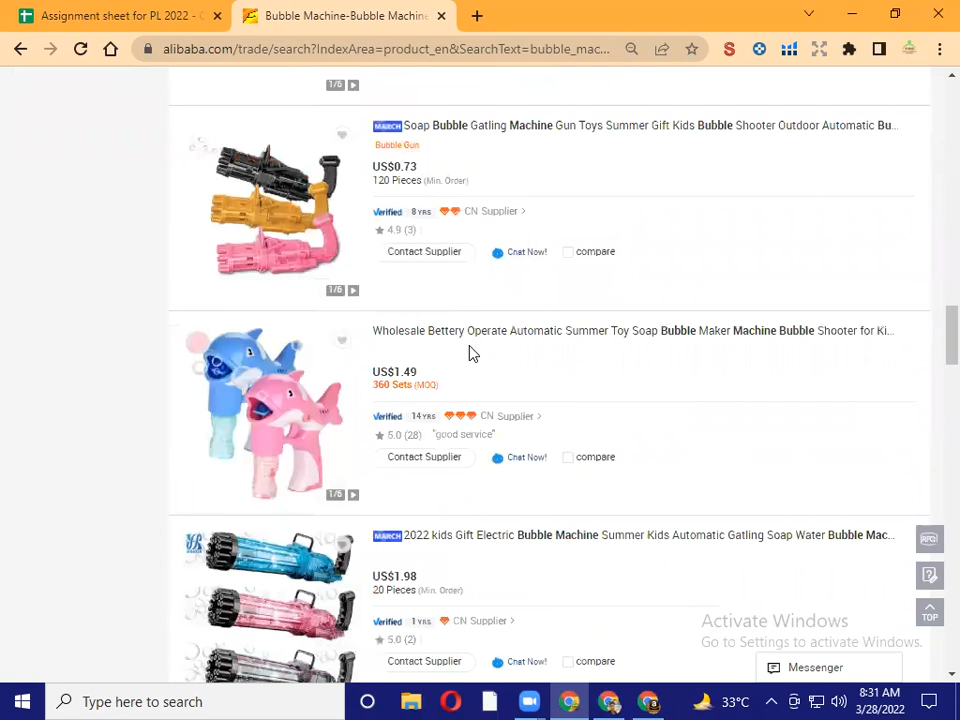 Assignment sheet for PL 2022 -
Bubble Machine-Bubble Machine
alibaba.com/trade/search?IndexArea=product_en&SearchText=bubble_mac...
1/6
MARCH Soap Bubble Gatling Machine Gun Toys Summer Gift Kids Bubble Shooter Outdoor Automatic Bu...
Bubble Gun
US$0.73
120 Pieces (Min. Order)
Verified 8 YRS CN Supplier >
4.9 (3)
Contact Supplier Chat Now! compare
1/6
Wholesale Bettery Operate Automatic Summer Toy Soap Bubble Maker Machine Bubble Shooter for Ki...
US$1.49
360 Sets (MOQ)
Verified 14 YRS CN Supplier >
5.0 (28) "good service"
Contact Supplier Chat Now! compare
1/6
MARCH 2022 kids Gift Electric Bubble Machine Summer Kids Automatic Gatling Soap Water Bubble Mac...
US$1.98
20 Pieces (Min. Order)
Verified 1 YRS CN Supplier >
5.0 (2)
Contact Supplier Chat Now! compare
RFQ
TOP
Activate Windows
Go to Settings to activate Windows.
Messenger
Type here to search
33°C
8:31 AM
3/28/2022